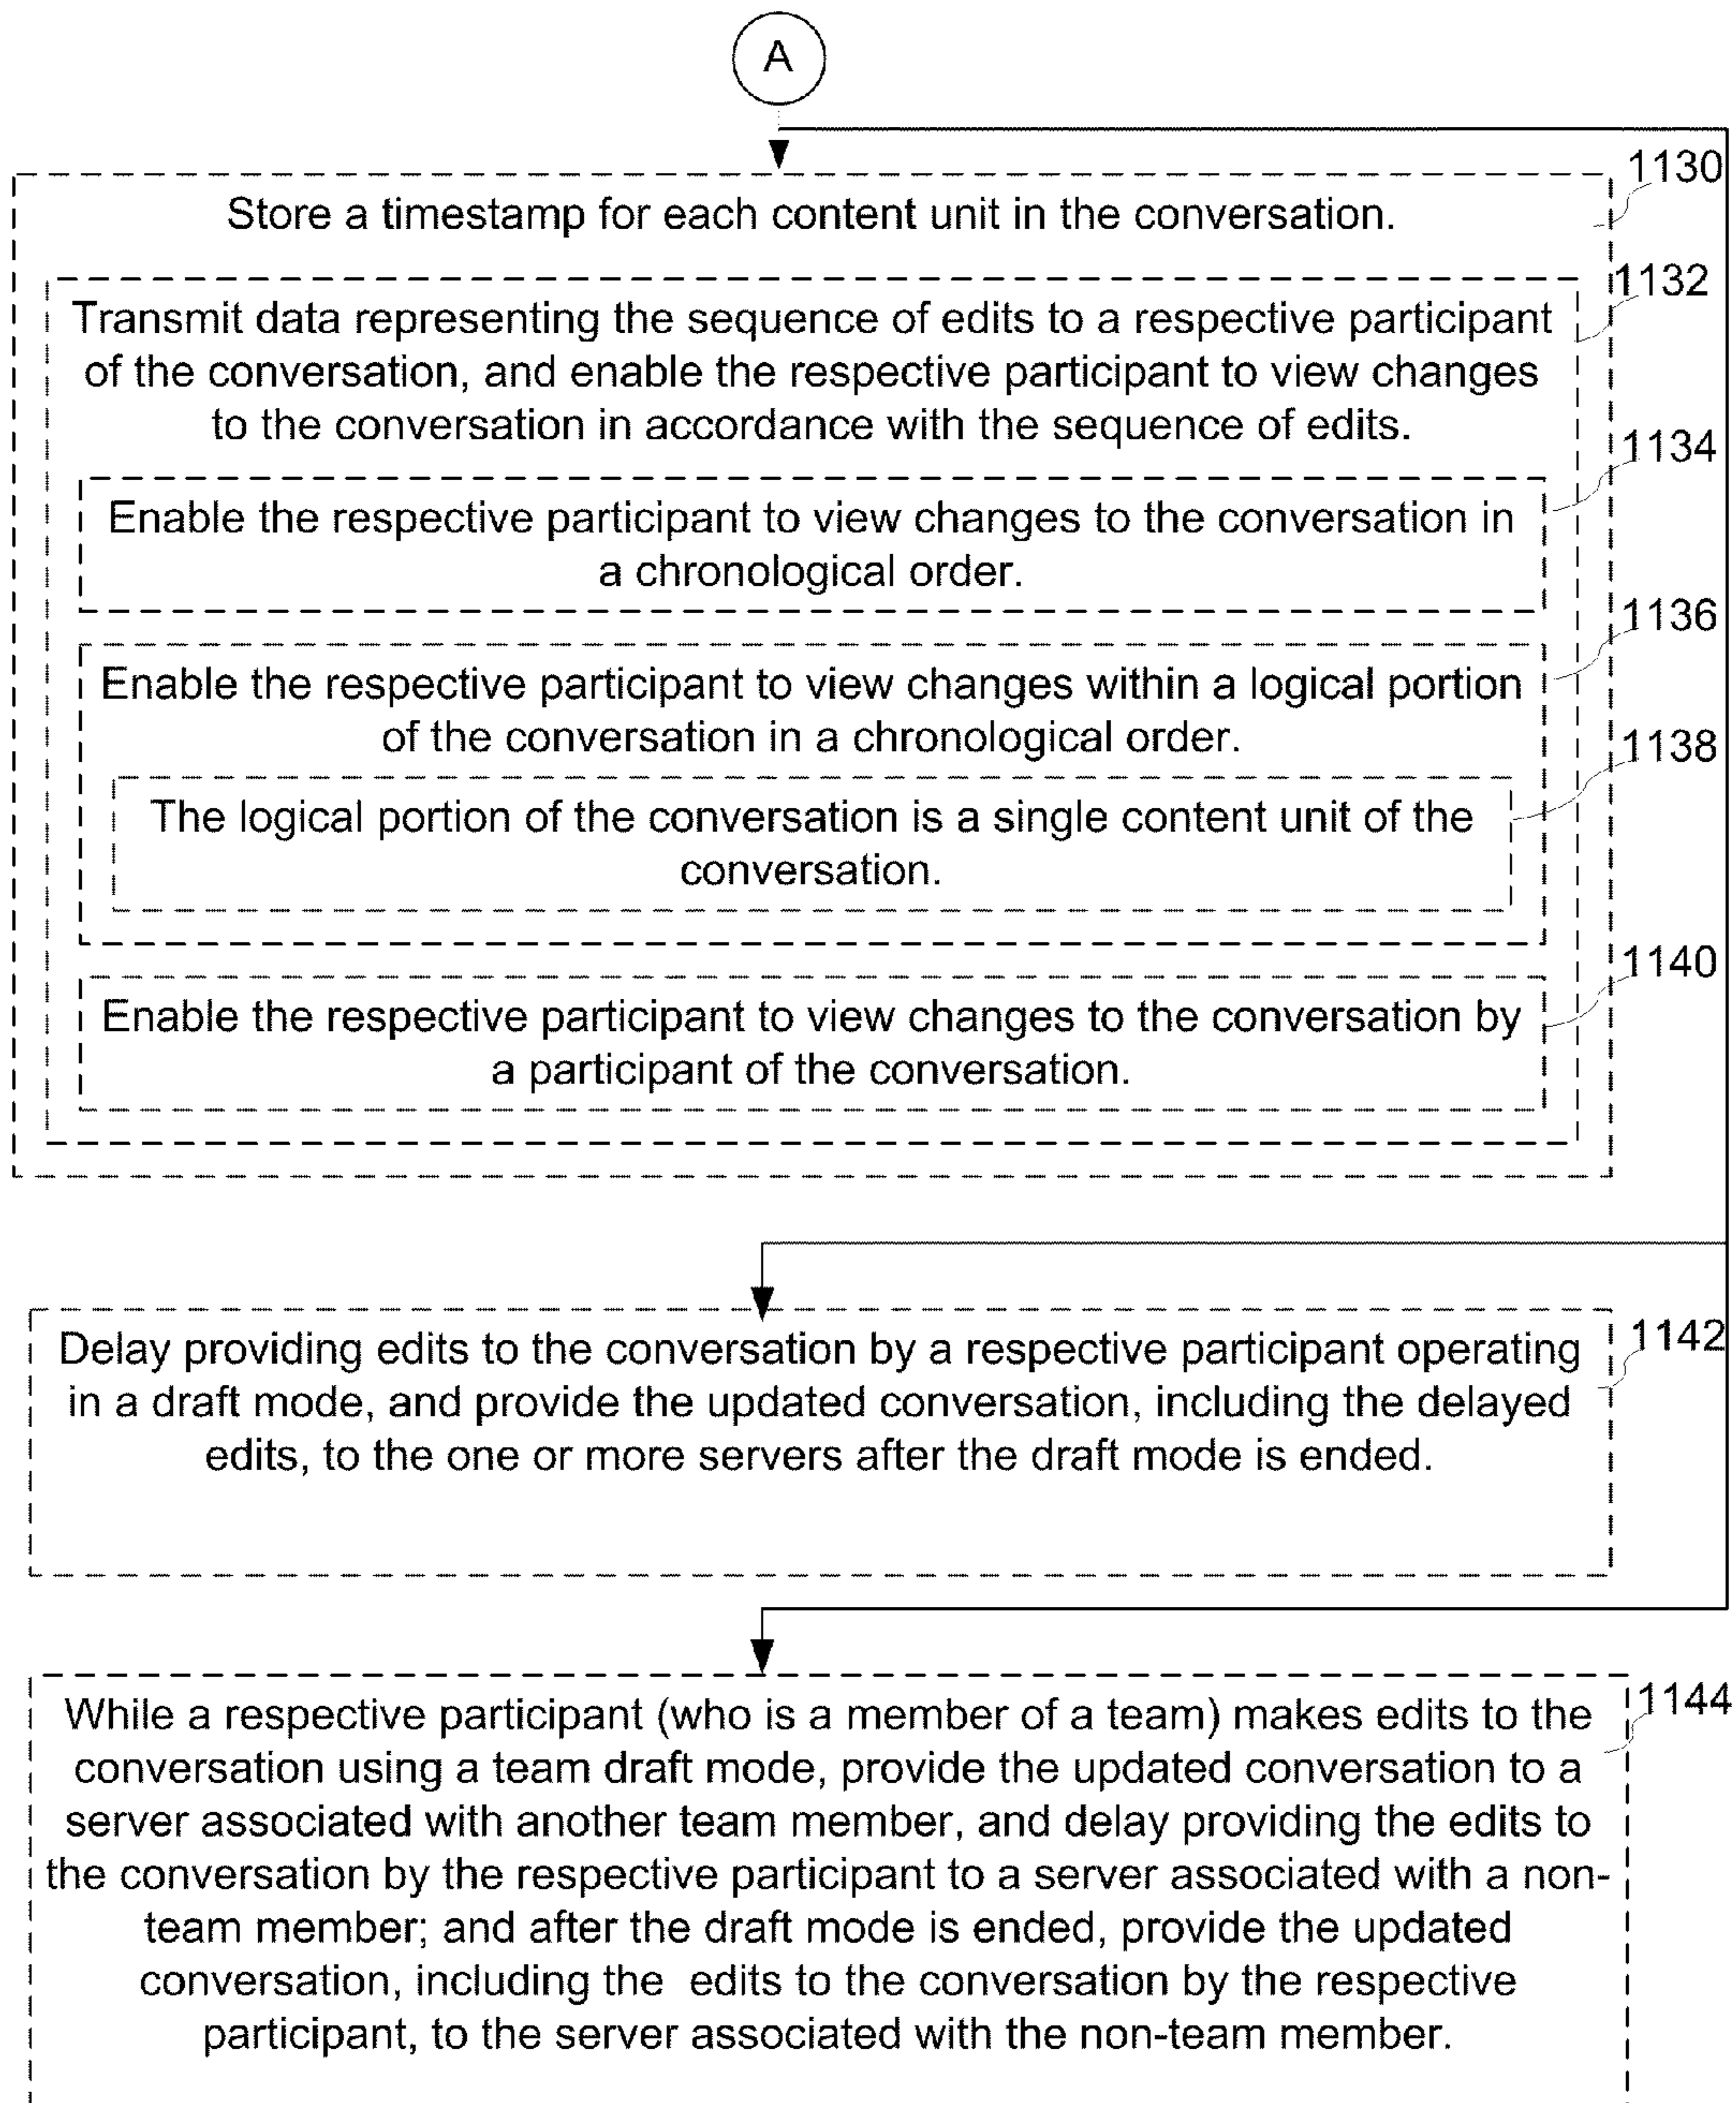 A
1130
Store a timestamp for each content unit in the conversation.
1132
Transmit data representing the sequence of edits to a respective participant
of the conversation, and enable the respective participant to view changes
to the conversation in accordance with the sequence of edits.
1134
Enable the respective participant to view changes to the conversation in
a chronological order.
1136
Enable the respective participant to view changes within a logical portion
of the conversation in a chronological order.
1138
The logical portion of the conversation is a single content unit of the
conversation.
1140
Enable the respective participant to view changes to the conversation by
a participant of the conversation.
1142
Delay providing edits to the conversation by a respective participant operating
in a draft mode, and provide the updated conversation, including the delayed
edits, to the one or more servers after the draft mode is ended.
1144
While a respective participant (who is a member of a team) makes edits to the
conversation using a team draft mode, provide the updated conversation to a
server associated with another team member, and delay providing the edits to
the conversation by the respective participant to a server associated with a non-
team member; and after the draft mode is ended, provide the updated
conversation, including the edits to the conversation by the respective
participant, to the server associated with the non-team member.